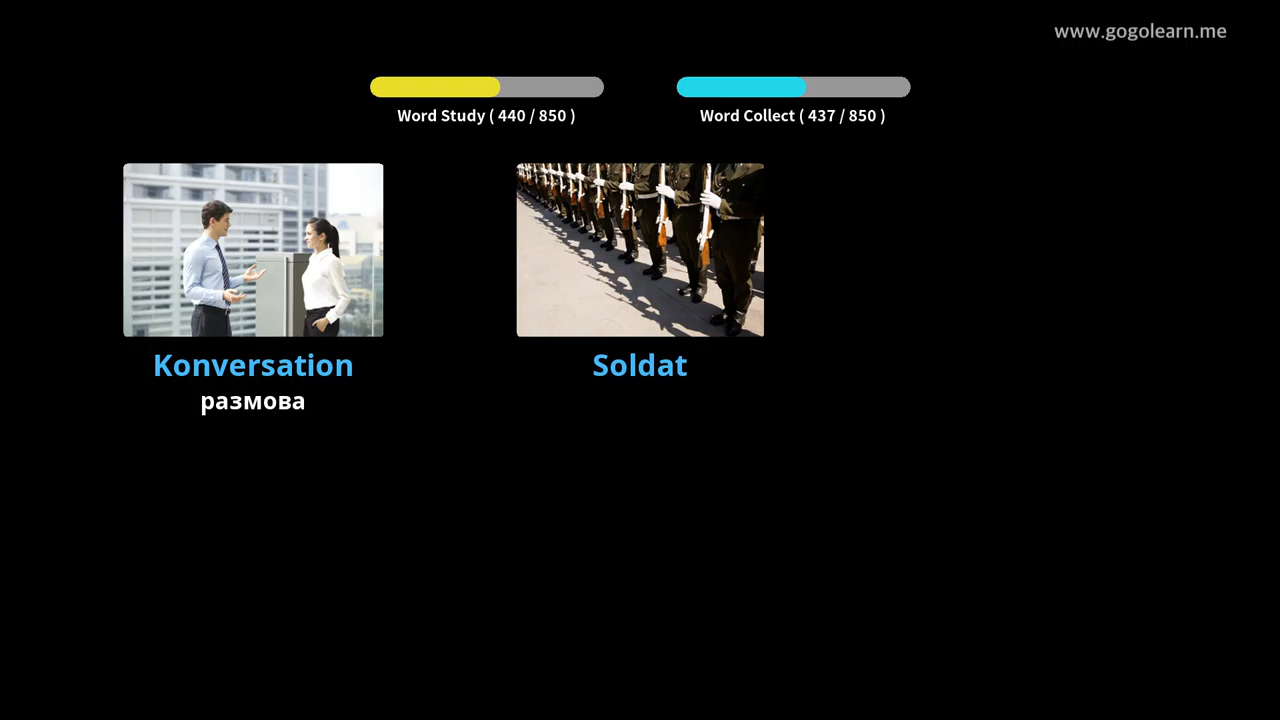 www.gogolearn.me
Word Study ( 440 / 850 )
Word Collect ( 437 / 850 )
Konversation
размова
Soldat